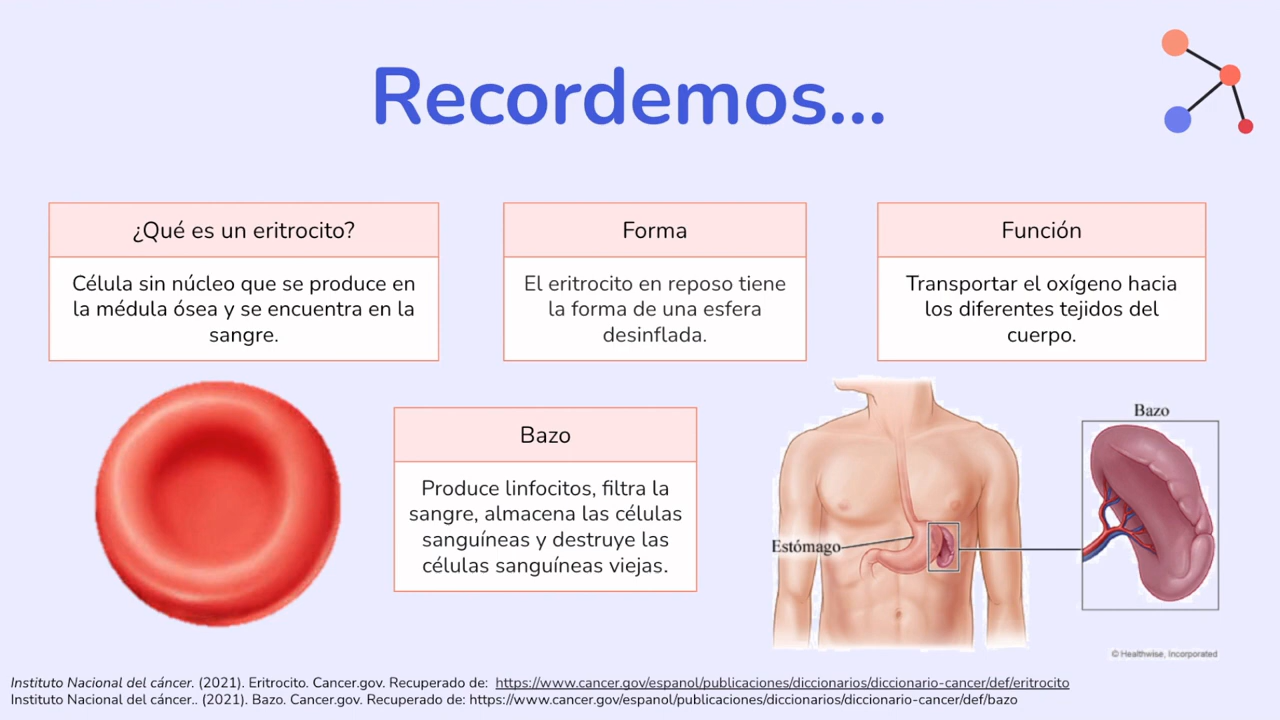 Recordemos...
¿Qué es un eritrocito?
Célula sin núcleo que se produce en
la médula ósea y se encuentra en la
sangre.
Forma
El eritrocito en reposo tiene
la forma de una esfera
desinflada.
Función
Transportar el oxígeno hacia
los diferentes tejidos del
cuerpo.
Bazo
Produce linfocitos, filtra la
sangre, almacena las células
sanguíneas y destruye las
células sanguíneas viejas.
Estómago
Bazo
© Healthwise, Incorporated
Instituto Nacional del cáncer. (2021). Eritrocito. Cancer.gov. Recuperado de: https://www.cancer.gov/espanol/publicaciones/diccionarios/diccionario-cancer/def/eritrocito
Instituto Nacional del cáncer.. (2021). Bazo. Cancer.gov. Recuperado de: https://www.cancer.gov/espanol/publicaciones/diccionarios/diccionario-cancer/def/bazo